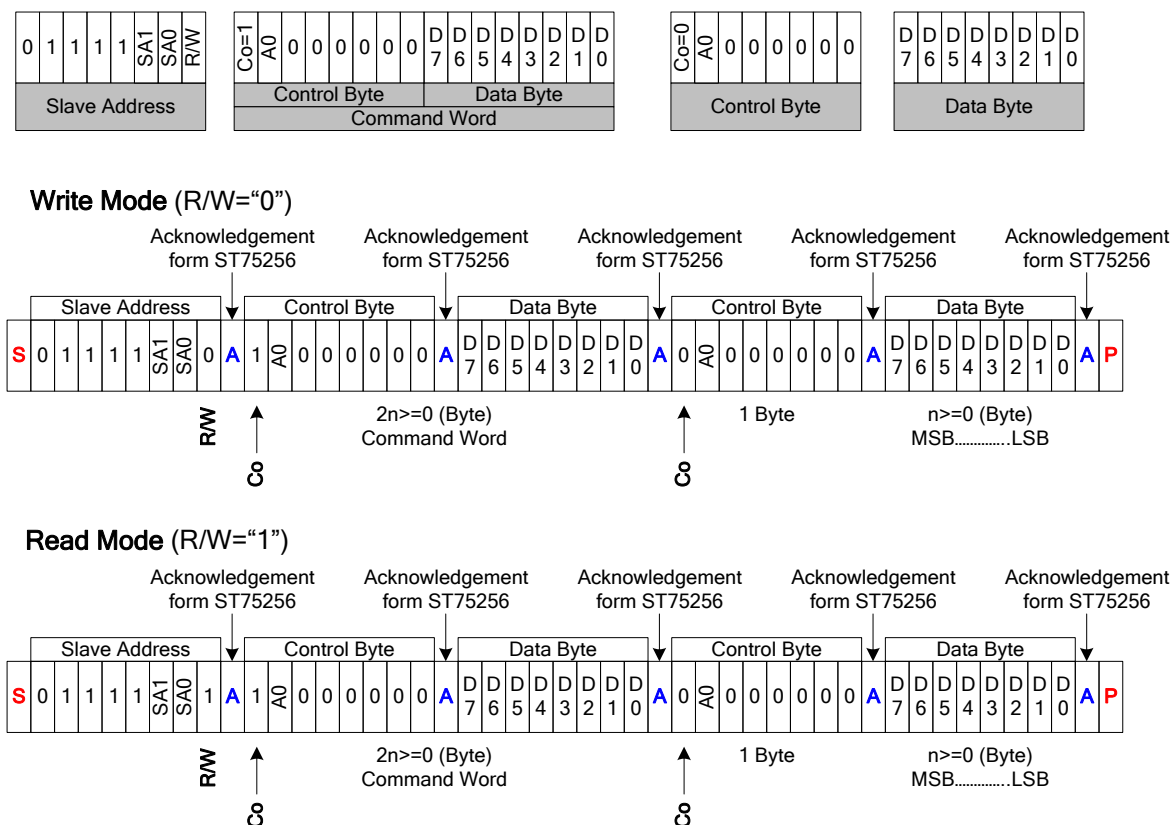 0 1 1 1 1 SA1 SA0 R/W Co=1 A0 0 0 0 0 0 0 D7 D6 D5 D4 D3 D2 D1 D0 Co=0 A0 0 0 0 0 0 0 D7 D6 D5 D4 D3 D2 D1 D0
Slave Address Control Byte Data Byte Control Byte Data Byte
Command Word
Write Mode (R/W=“0”)
Acknowledgement Acknowledgement Acknowledgement Acknowledgement Acknowledgement
form ST75256 form ST75256 form ST75256 form ST75256 form ST75256
Slave Address Control Byte Data Byte Control Byte Data Byte
S 0 1 1 1 1 SA1 SA0 0 A 1 A0 0 0 0 0 0 0 A D7 D6 D5 D4 D3 D2 D1 D0 A 0 A0 0 0 0 0 0 0 A D7 D6 D5 D4 D3 D2 D1 D0 A P
R/W 2n>=0 (Byte) 1 Byte n>=0 (Byte)
Command Word MSB..............LSB
Co Co
Read Mode (R/W=“1”)
Acknowledgement Acknowledgement Acknowledgement Acknowledgement Acknowledgement
form ST75256 form ST75256 form ST75256 form ST75256 form ST75256
Slave Address Control Byte Data Byte Control Byte Data Byte
S 0 1 1 1 1 SA1 SA0 1 A 1 A0 0 0 0 0 0 0 A D7 D6 D5 D4 D3 D2 D1 D0 A 0 A0 0 0 0 0 0 0 A D7 D6 D5 D4 D3 D2 D1 D0 A P
R/W 2n>=0 (Byte) 1 Byte n>=0 (Byte)
Command Word MSB..............LSB
Co Co